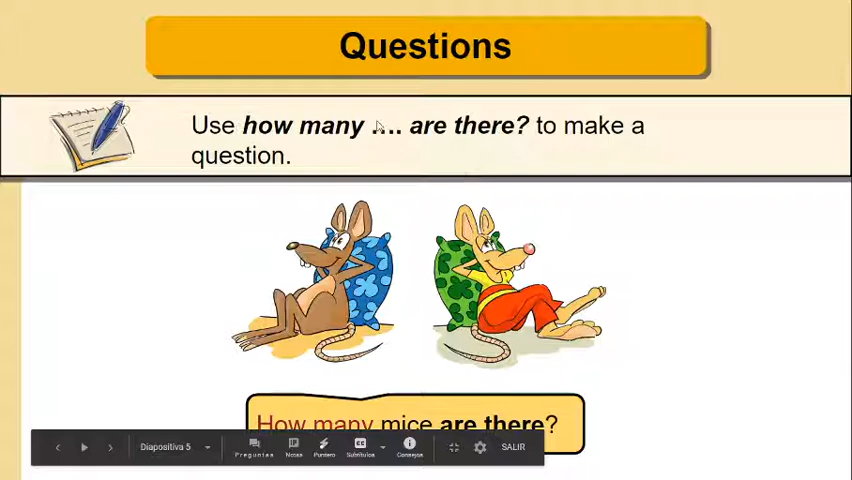 Questions
Use how many .... are there? to make a
question.
How many mice are there?
Diapositiva 5
Preguntas
Notas
Puntero
Subtítulos
Consejos
SALIR